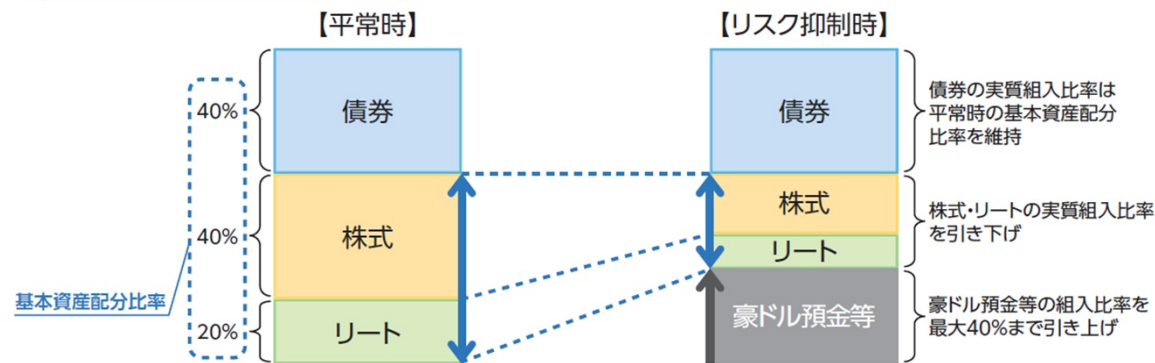 【平常時】
【リスク抑制時】
40%
債券
債券
債券の実質組入比率は
平常時の基本資産配分
比率を維持
40%
株式
株式
リート
株式・リートの実質組入比率
を引き下げ
基本資産配分比率
20%
リート
豪ドル預金等
豪ドル預金等の組入比率を
最大40%まで引き上げ